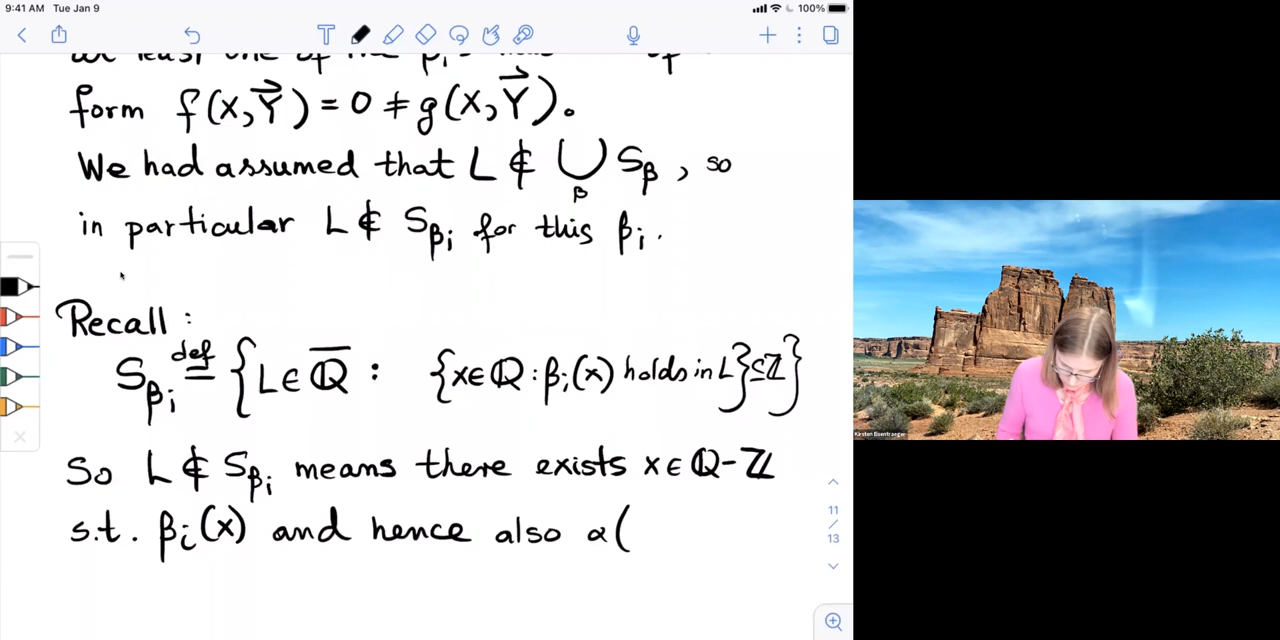 9:41 AM Tue Jan 9
100%
form f(X,Y⃗) = 0 ≠ g(X,Y⃗).
We had assumed that L ∉ ⋃_β S_β, so
in particular L ∉ S_βi for this βi.
Recall:
S_βi def= {L ∈ ℚ̄ : {x∈ℚ : βi(x) holds in L} ⊆ ℤ}
So L ∉ S_βi means there exists x ∈ ℚ-ℤ
s.t. βi(x) and hence also α(
11
/
13
Kirsten Eisentraeger